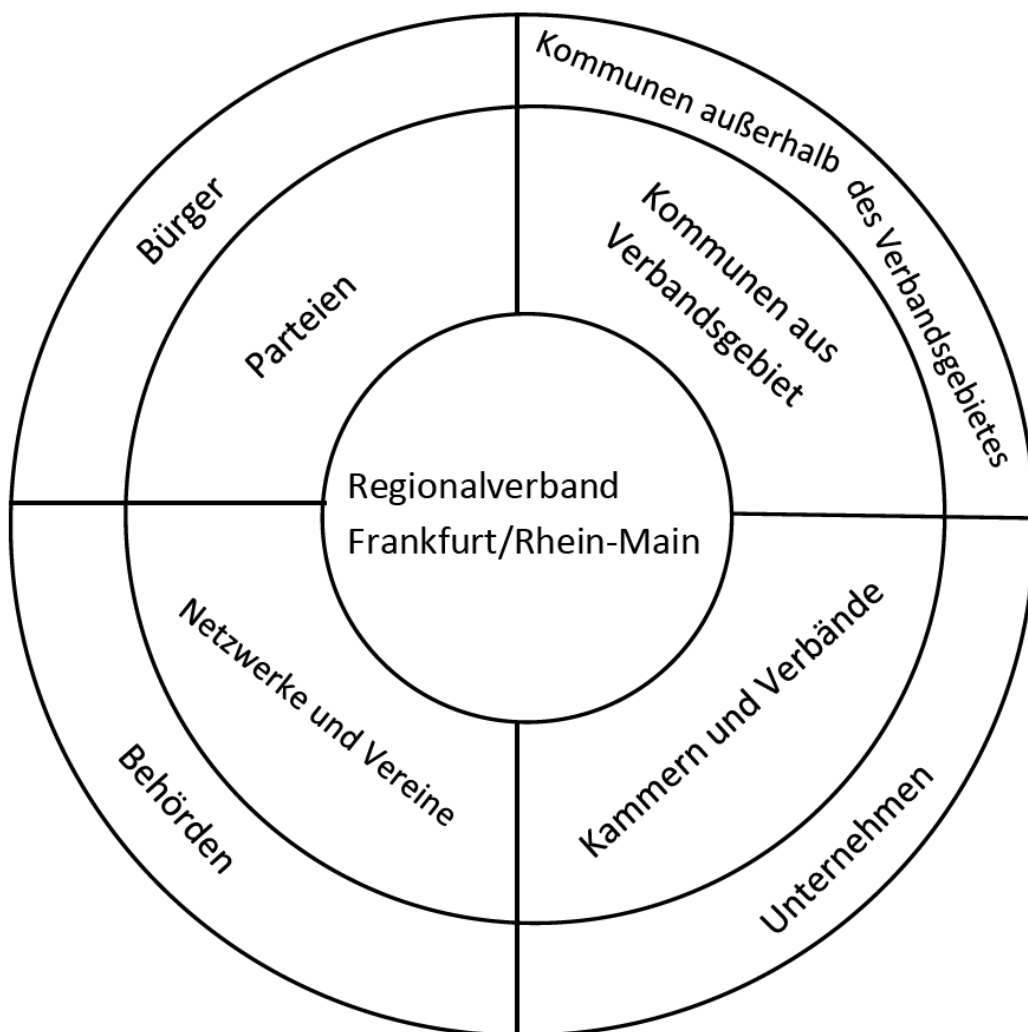 Kommunen außerhalb des Verbandsgebietes
Bürger
Parteien
Kommunen aus
Verbandsgebiet
Regionalverband
Frankfurt/Rhein-Main
Netzwerke und Vereine
Kammern und Verbände
Behörden
Unternehmen